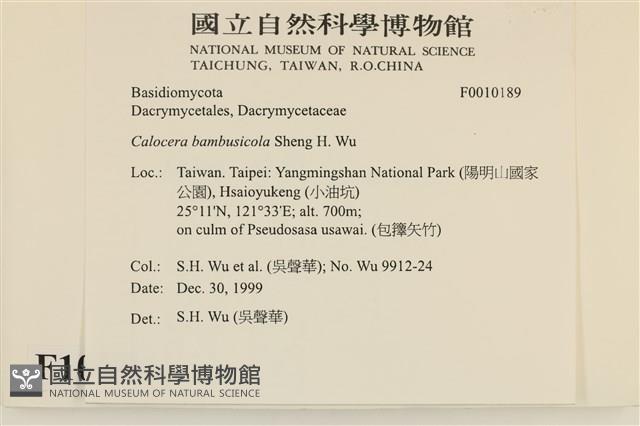 國立自然科學博物館
NATIONAL MUSEUM OF NATURAL SCIENCE
TAICHUNG, TAIWAN, R.O.CHINA
Basidiomycota F0010189
Dacrymycetales, Dacrymycetaceae
Calocera bambusicola Sheng H. Wu
Loc.: Taiwan. Taipei: Yangmingshan National Park (陽明山國家
公園), Hsaioyukeng (小油坑)
25°11'N, 121°33'E; alt. 700m;
on culm of Pseudosasa usawai. (包籜矢竹)
Col.: S.H. Wu et al. (吳聲華); No. Wu 9912-24
Date: Dec. 30, 1999
Det.: S.H. Wu (吳聲華)
國立自然科學博物館
NATIONAL MUSEUM OF NATURAL SCIENCE